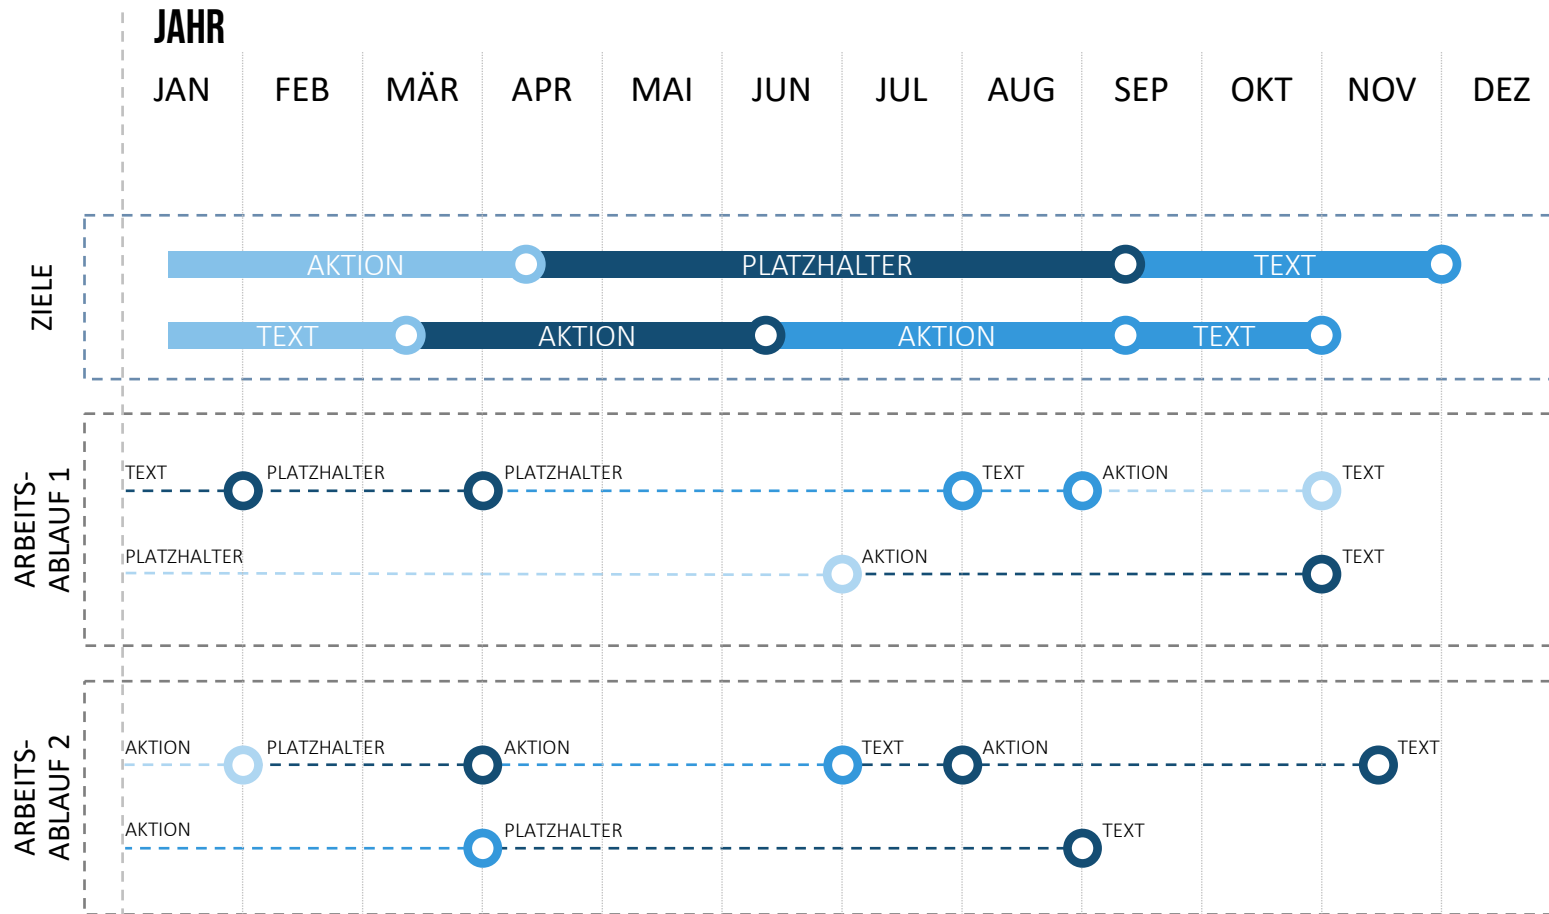 JAHR
JAN FEB MÄR APR MAI JUN JUL AUG SEP OKT NOV DEZ
ZIELE
AKTION PLATZHALTER TEXT
TEXT AKTION AKTION TEXT
ARBEITS-
ABLAUF 1
TEXT PLATZHALTER PLATZHALTER TEXT AKTION TEXT
PLATZHALTER AKTION TEXT
ARBEITS-
ABLAUF 2
AKTION PLATZHALTER AKTION TEXT AKTION TEXT
AKTION PLATZHALTER TEXT